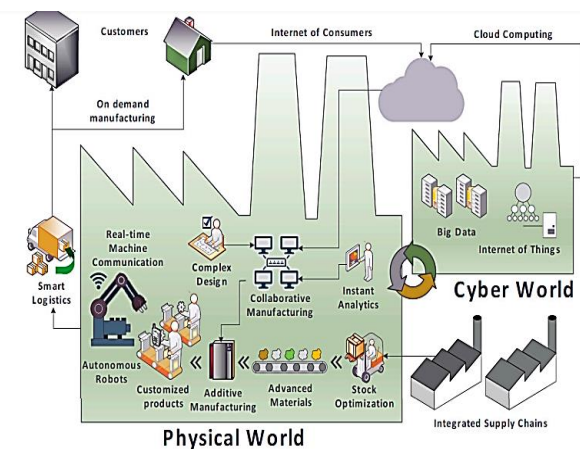 Customers
Internet of Consumers
Cloud Computing
On demand
manufacturing
Real-time
Machine
Communication
Complex
Design
Collaborative
Manufacturing
Instant
Analytics
Big Data
Internet of Things
Smart
Logistics
Cyber World
Autonomous
Robots
Customized
products
Additive
Manufacturing
Advanced
Materials
Stock
Optimization
Integrated Supply Chains
Physical World